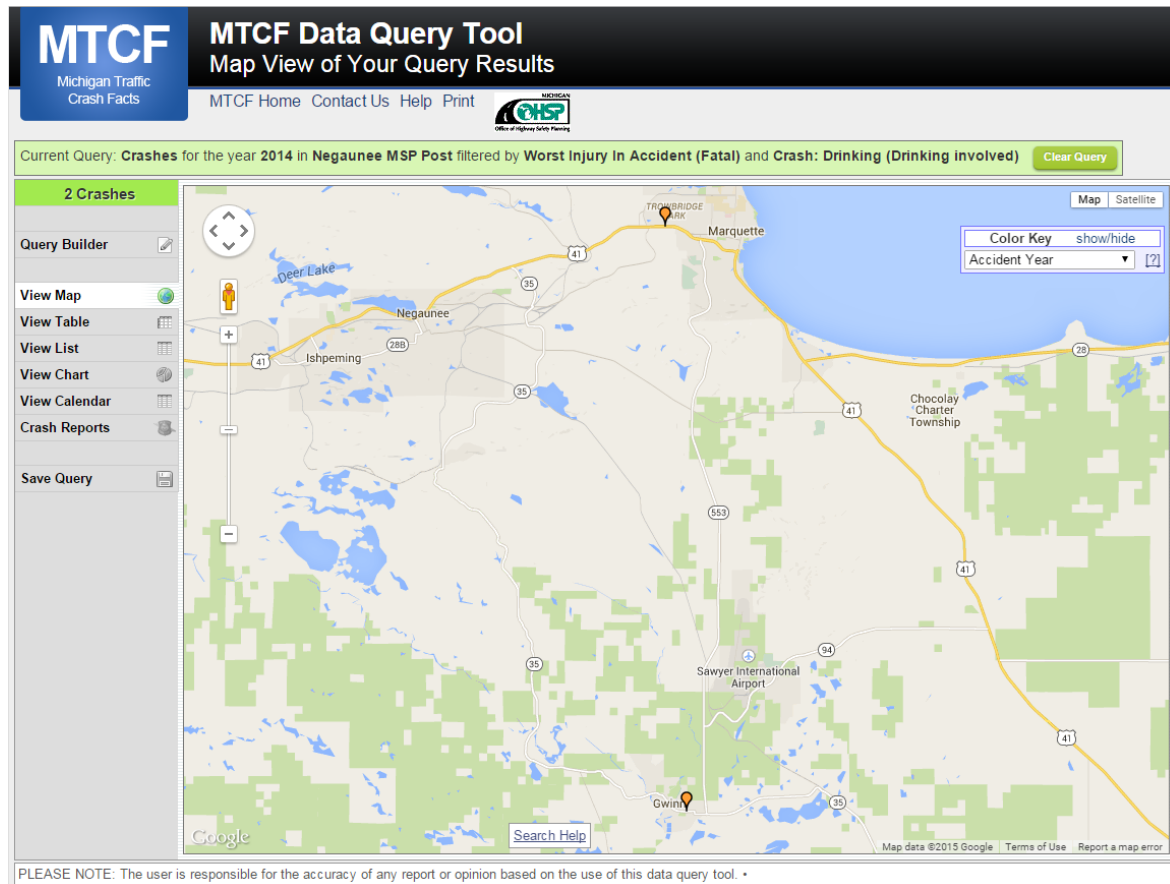 MTCF
Michigan Traffic
Crash Facts
MTCF Data Query Tool
Map View of Your Query Results
MTCF Home Contact Us Help Print
MICHIGAN
OHSP
Office of Highway Safety Planning
Current Query: Crashes for the year 2014 in Negaunee MSP Post filtered by Worst Injury In Accident (Fatal) and Crash: Drinking (Drinking involved)
Clear Query
2 Crashes
Query Builder
View Map
View Table
View List
View Chart
View Calendar
Crash Reports
Save Query
Map Satellite
Color Key show/hide
Accident Year [?]
TROWBRIDGE
PARK
Marquette
41
Deer Lake
35
Negaunee
28B
41
Ishpeming
28
35
41
Chocolay
Charter
Township
553
41
94
35
Sawyer International
Airport
41
Gwinn
35
Google
Search Help
Map data ©2015 Google Terms of Use Report a map error
PLEASE NOTE: The user is responsible for the accuracy of any report or opinion based on the use of this data query tool. •